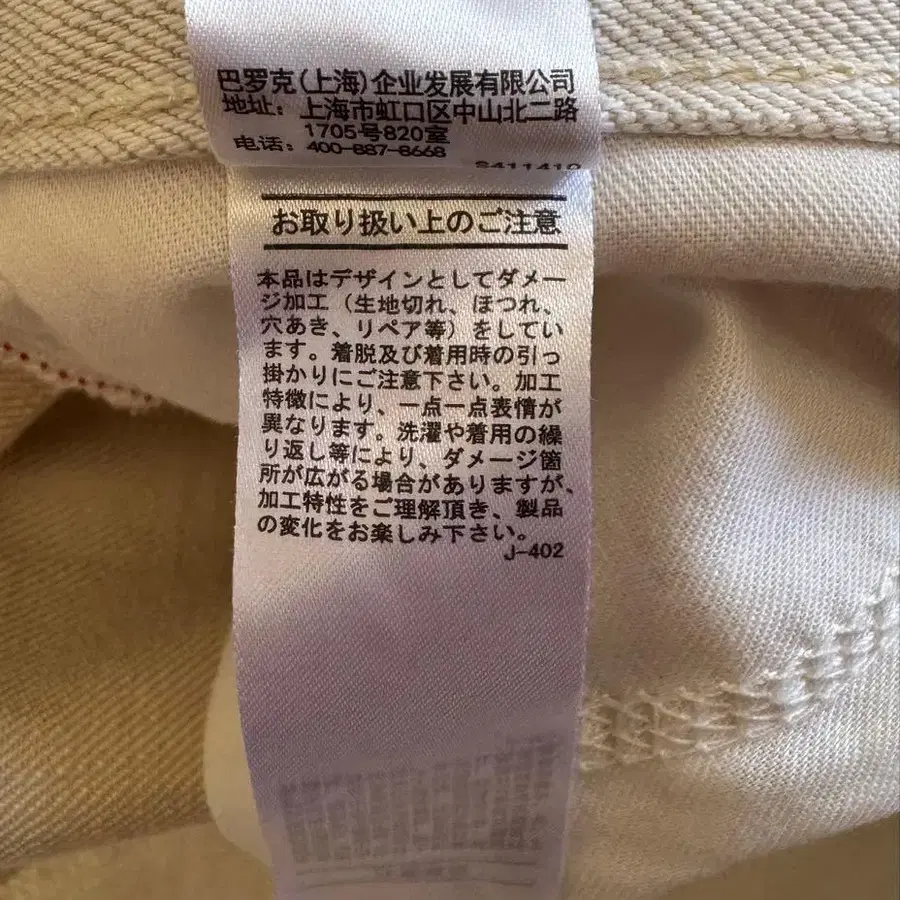 巴罗克(上海)企业发展有限公司
地址: 上海市虹口区中山北二路
1705号820室
电话: 400-887-8668
お取り扱い上のご注意
本品はデザインとしてダメー
ジ加工(生地切れ、ほつれ、
穴あき、リペア等)をしてい
ます。着脱及び着用時の引っ
掛かりにご注意下さい。加工
特徴により、一点一点表情が
異なります。洗濯や着用の繰
り返し等により、ダメージ箇
所が広がる場合がありますが、
加工特性をご理解頂き、製品
の変化をお楽しみ下さい。
J-402